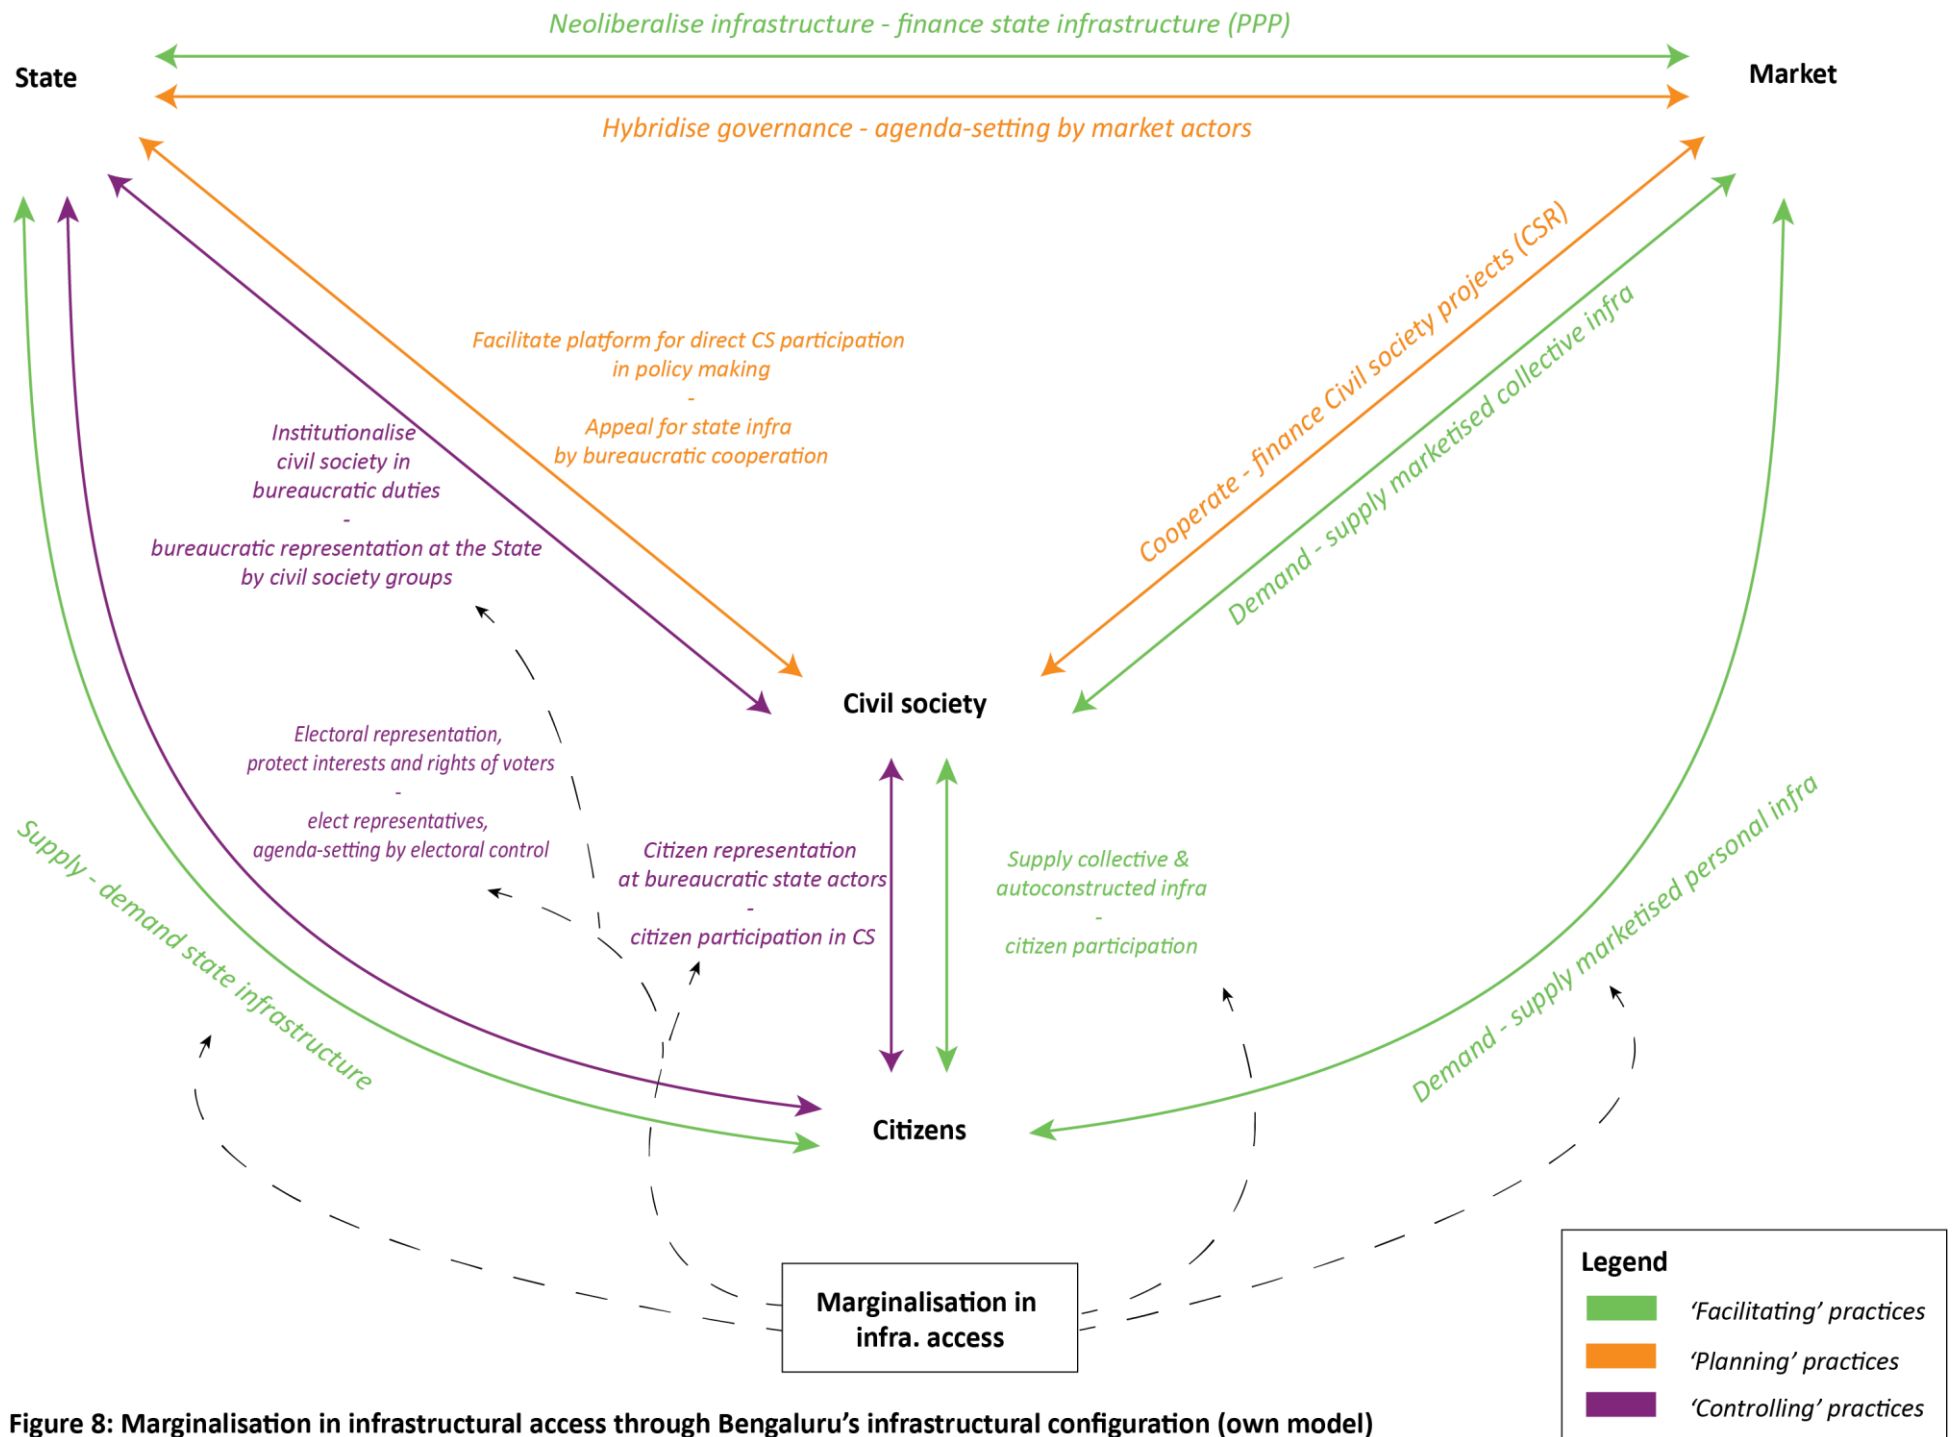 Neoliberalise infrastructure - finance state infrastructure (PPP)
State
Market
Hybridise governance - agenda-setting by market actors
Facilitate platform for direct CS participation
in policy making
-
Appeal for state infra
by bureaucratic cooperation
Institutionalise
civil society in
bureaucratic duties
-
bureaucratic representation at the State
by civil society groups
Cooperate - finance Civil society projects (CSR)
Demand - supply marketised collective infra
Civil society
Electoral representation,
protect interests and rights of voters
-
elect representatives,
agenda-setting by electoral control
Supply - demand state infrastructure
Citizen representation
at bureaucratic state actors
-
citizen participation in CS
Supply collective &
autoconstructed infra
-
citizen participation
Demand - supply marketised personal infra
Citizens
Marginalisation in
infra. access
Legend
‘Facilitating’ practices
‘Planning’ practices
‘Controlling’ practices
Figure 8: Marginalisation in infrastructural access through Bengaluru’s infrastructural configuration (own model)